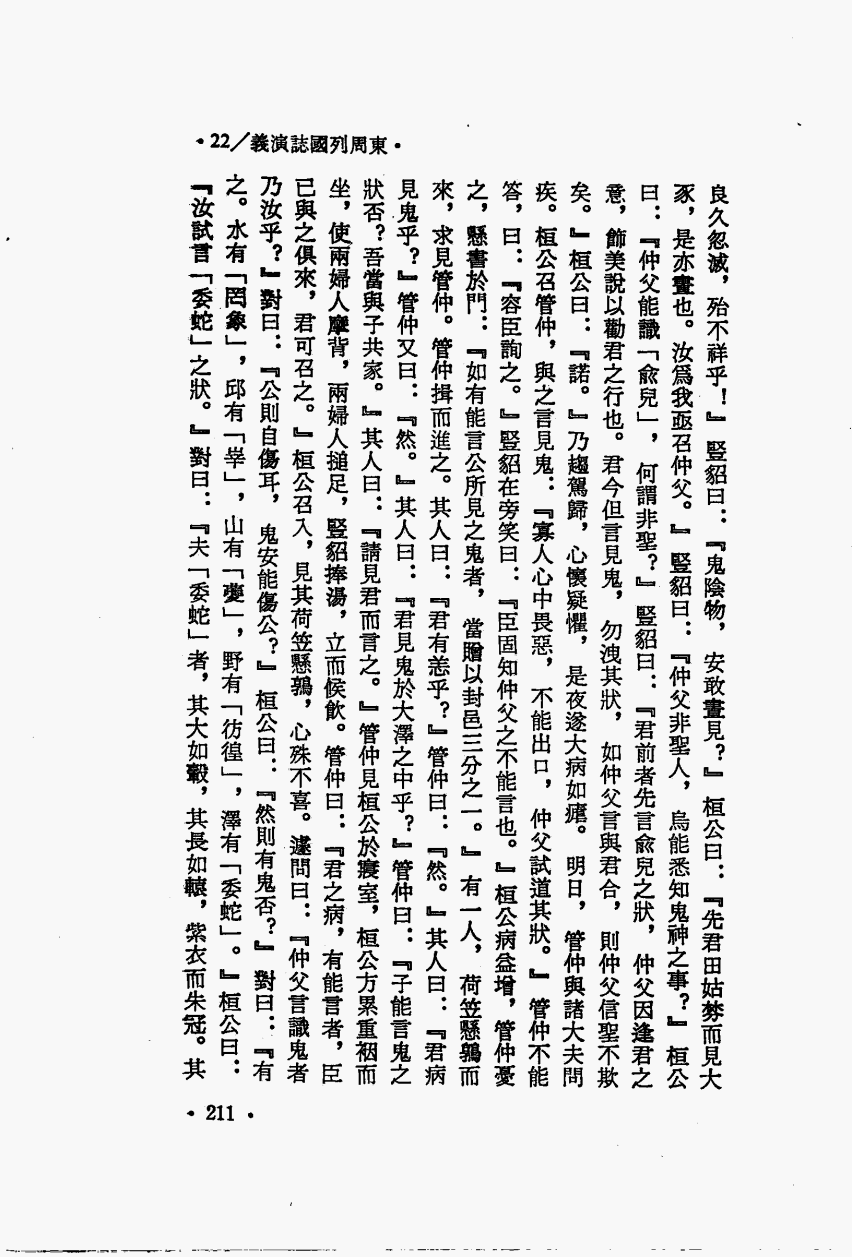 ·東周列國誌演義／22·
良久忽滅，殆不祥乎！』豎貂曰：『鬼陰物，安敢晝見？』桓公曰：『先君田姑棼而見大
豕，是亦晝也。汝爲我亟召仲父。』豎貂曰：『仲父非聖人，烏能悉知鬼神之事？』桓公
曰：『仲父能識「兪兒」，何謂非聖？』豎貂曰：『君前者先言兪兒之狀，仲父因逢君之
意，飾美說以勸君之行也。君今但言見鬼，勿洩其狀，如仲父言與君合，則仲父信聖不欺
矣。』桓公曰：『諾。』乃趨駕歸，心懷疑懼，是夜遂大病如瘧。明日，管仲與諸大夫問
疾。桓公召管仲，與之言見鬼：『寡人心中畏惡，不能出口，仲父試道其狀。』管仲不能
答，曰：『容臣詢之。』豎貂在旁笑曰：『臣固知仲父之不能言也。』桓公病益增，管仲憂
之，懸書於門：『如有能言公所見之鬼者，當贈以封邑三分之一。』有一人，荷笠懸鶉而
來，求見管仲。管仲揖而進之。其人曰：『君有恙乎？』管仲曰：『然。』其人曰：『君病
見鬼乎？』管仲又曰：『然。』其人曰：『君見鬼於大澤之中乎？』管仲曰：『子能言鬼之
狀否？吾當與子共家。』其人曰：『請見君而言之。』管仲見桓公於寢室，桓公方累重裀而
坐，使兩婦人摩背，兩婦人搥足，豎貂捧湯，立而候飮。管仲曰：『君之病，有能言者，臣
已與之俱來，君可召之。』桓公召入，見其荷笠懸鶉，心殊不喜。遽問曰：『仲父言識鬼者
乃汝乎？』對曰：『公則自傷耳，鬼安能傷公？』桓公曰：『然則有鬼否？』對曰：『有
之。水有「罔象」，邱有「峷」，山有「夔」，野有「彷徨」，澤有「委蛇」。』桓公曰：
『汝試言「委蛇」之狀。』對曰：『夫「委蛇」者，其大如轂，其長如轅，紫衣而朱冠。其
·211·